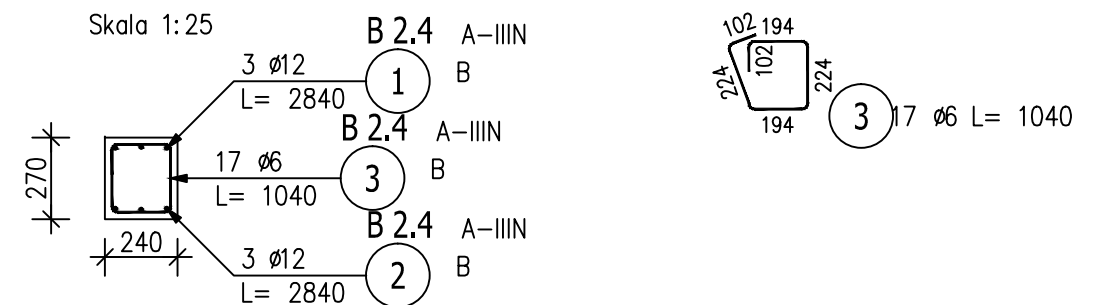 Skala 1:25
B 2.4 A-IIIN
3 ø12
1
B
L= 2840
B 2.4 A-IIIN
17 ø6
3
B
L= 1040
B 2.4 A-IIIN
3 ø12
2
B
L= 2840
270
240
102 194
102
224
224
194
3 17 ø6 L= 1040